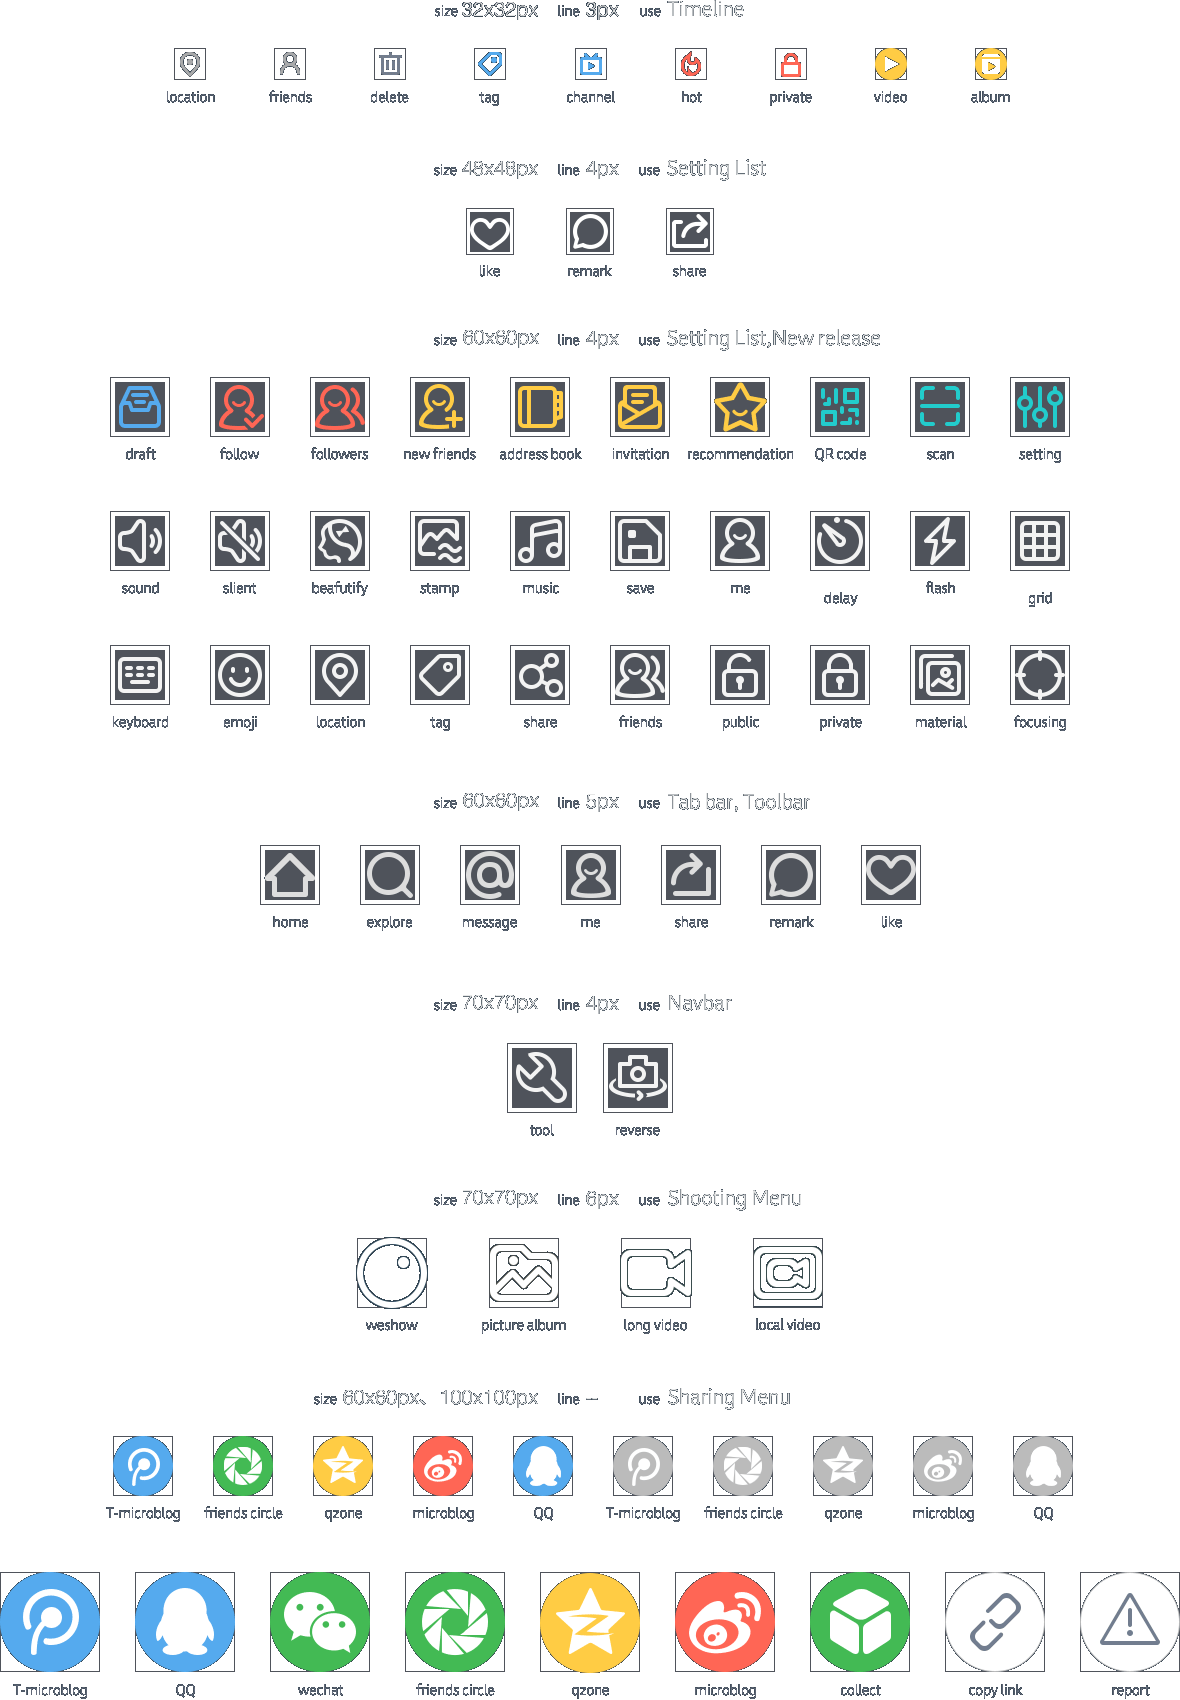 size 32x32px line 3px use Timeline
location friends delete tag channel hot private video album
size 48x48px line 4px use Setting List
like remark share
size 60x60px line 4px use Setting List,New release
draft follow followers new friends address book invitation recommendation QR code scan setting
sound slient beafutify stamp music save me delay flash grid
keyboard emoji location tag share friends public private material focusing
size 60x60px line 5px use Tab bar, Toolbar
home explore message me share remark like
size 70x70px line 4px use Navbar
tool reverse
size 70x70px line 6px use Shooting Menu
weshow picture album long video local video
size 60x60px、 100x100px line — use Sharing Menu
T-microblog friends circle qzone microblog QQ T-microblog friends circle qzone microblog QQ
T-microblog QQ wechat friends circle qzone microblog collect copy link report